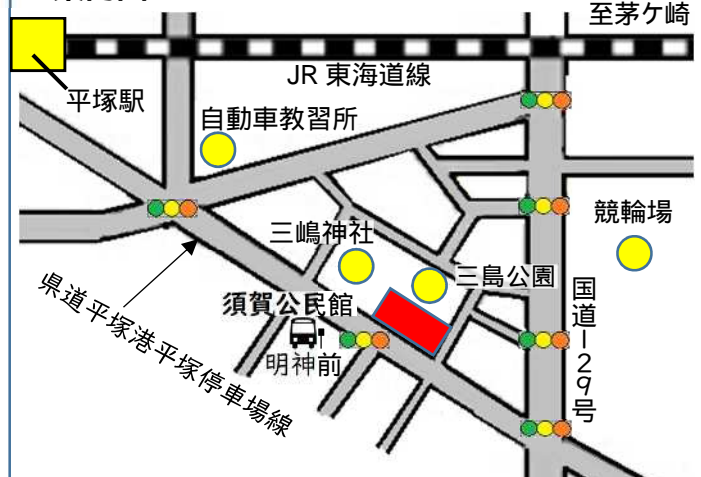 至茅ケ崎
JR 東海道線
平塚駅
自動車教習所
競輪場
三嶋神社
三島公園
須賀公民館
明神前
県道平塚港平塚停車場線
国道129号